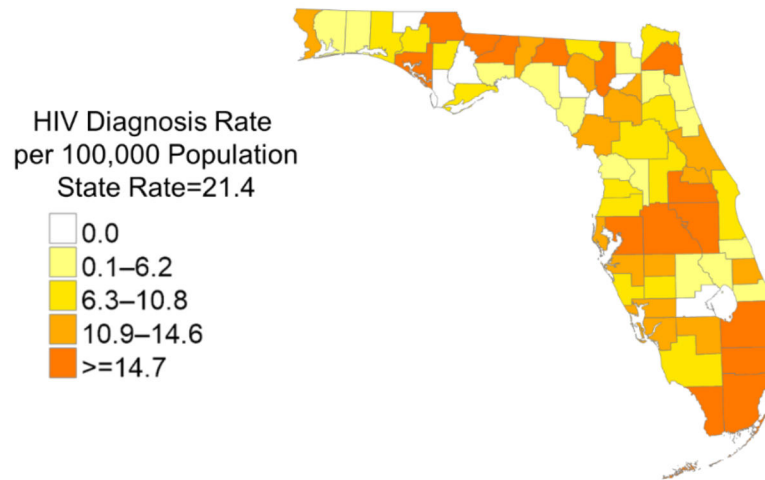 HIV Diagnosis Rate
per 100,000 Population
State Rate=21.4
0.0
0.1–6.2
6.3–10.8
10.9–14.6
>=14.7